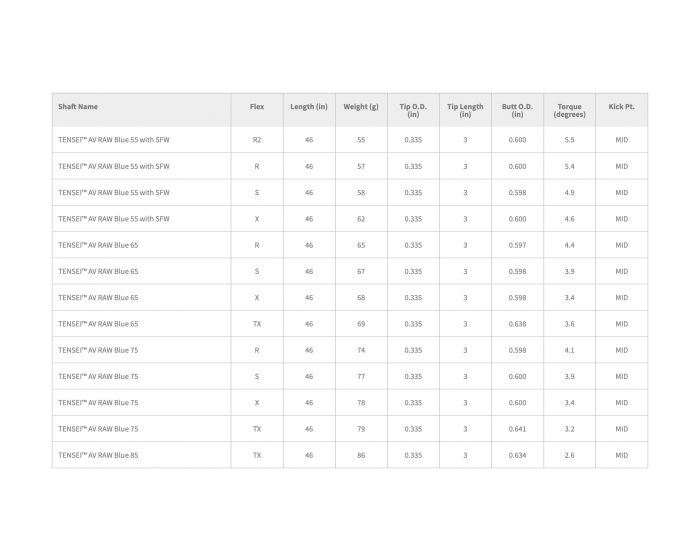 Shaft Name Flex Length (in) Weight (g) Tip O.D. (in) Tip Length (in) Butt O.D. (in) Torque (degrees) Kick Pt.
TENSEI™ AV RAW Blue 55 with SFW R2 46 55 0.335 3 0.600 5.5 MID
TENSEI™ AV RAW Blue 55 with SFW R 46 57 0.335 3 0.600 5.4 MID
TENSEI™ AV RAW Blue 55 with SFW S 46 58 0.335 3 0.598 4.9 MID
TENSEI™ AV RAW Blue 55 with SFW X 46 62 0.335 3 0.600 4.6 MID
TENSEI™ AV RAW Blue 65 R 46 65 0.335 3 0.597 4.4 MID
TENSEI™ AV RAW Blue 65 S 46 67 0.335 3 0.598 3.9 MID
TENSEI™ AV RAW Blue 65 X 46 68 0.335 3 0.598 3.4 MID
TENSEI™ AV RAW Blue 65 TX 46 69 0.335 3 0.638 3.6 MID
TENSEI™ AV RAW Blue 75 R 46 74 0.335 3 0.598 4.1 MID
TENSEI™ AV RAW Blue 75 S 46 77 0.335 3 0.600 3.9 MID
TENSEI™ AV RAW Blue 75 X 46 78 0.335 3 0.600 3.4 MID
TENSEI™ AV RAW Blue 75 TX 46 79 0.335 3 0.641 3.2 MID
TENSEI™ AV RAW Blue 85 TX 46 86 0.335 3 0.634 2.6 MID